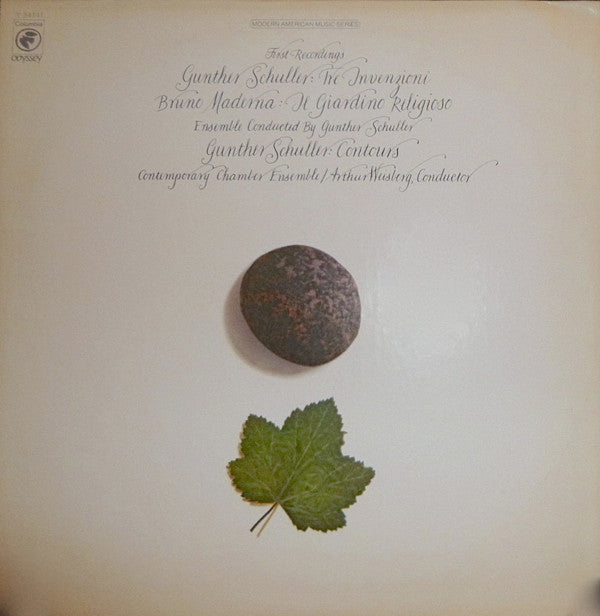 Y 34141
Columbia
odyssey
MODERN AMERICAN MUSIC SERIES
First Recordings
Gunther Schuller: Tre Invenzioni
Bruno Maderna: Il Giardino Religioso
Ensemble Conducted By Gunther Schuller
Gunther Schuller: Contours
Contemporary Chamber Ensemble/Arthur Weisberg, Conductor